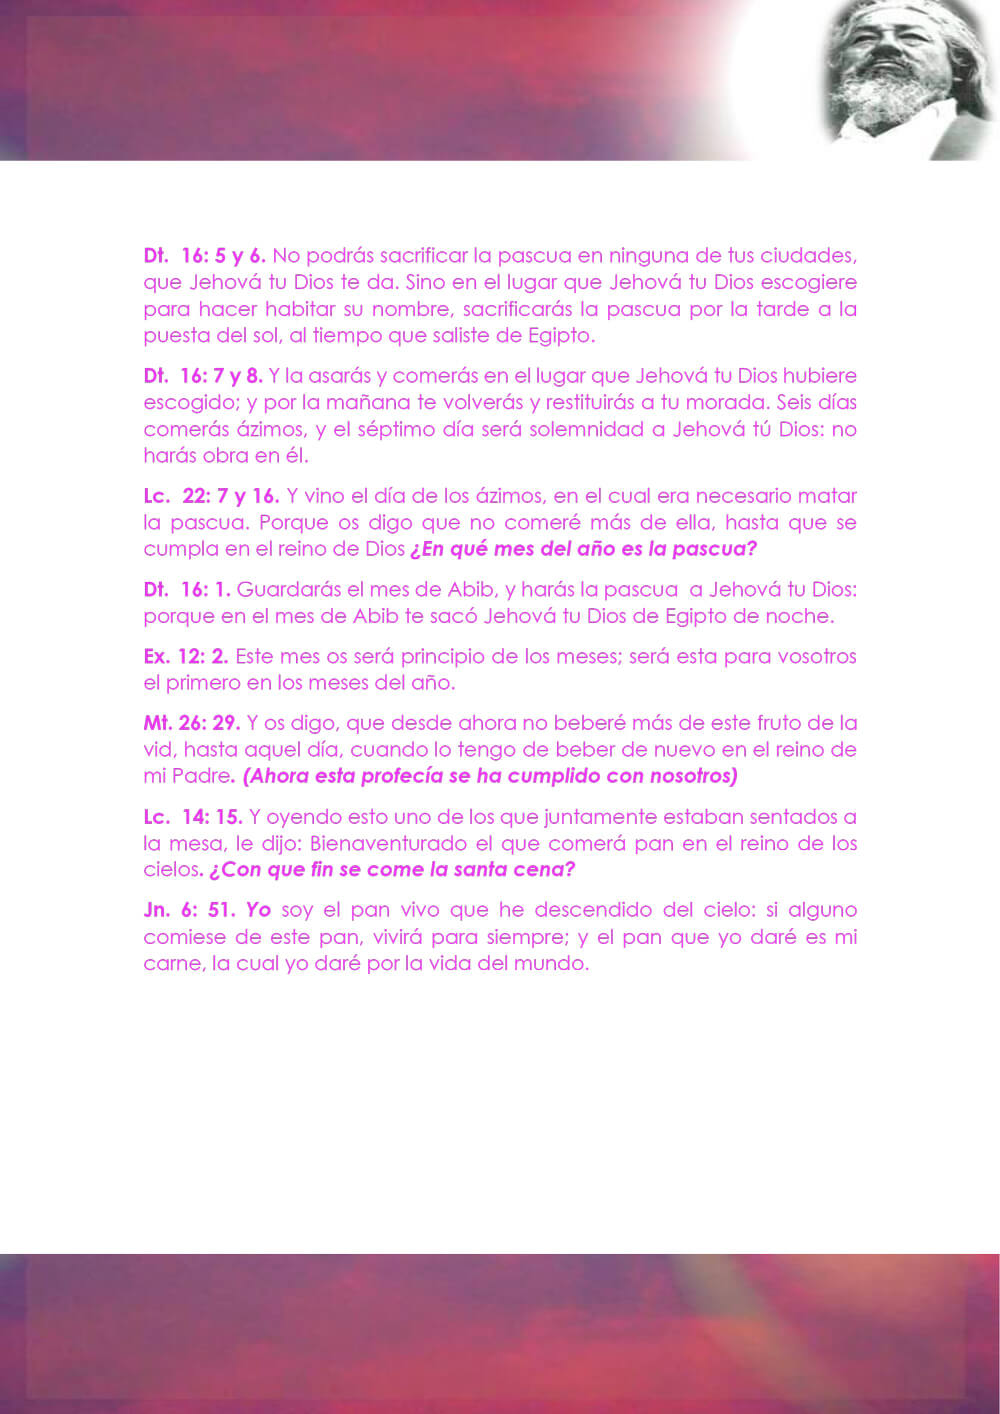 Dt.  16: 5 y 6. No podrás sacrificar la pascua en ninguna de tus ciudades,
que Jehová tu Dios te da. Sino en el lugar que Jehová tu Dios escogiere
para hacer habitar su nombre, sacrificarás la pascua por la tarde a la
puesta del sol, al tiempo que saliste de Egipto.
Dt.  16: 7 y 8. Y la asarás y comerás en el lugar que Jehová tu Dios hubiere
escogido; y por la mañana te volverás y restituirás a tu morada. Seis días
comerás ázimos, y el séptimo día será solemnidad a Jehová tú Dios: no
harás obra en él.
Lc.  22: 7 y 16. Y vino el día de los ázimos, en el cual era necesario matar
la pascua. Porque os digo que no comeré más de ella, hasta que se
cumpla en el reino de Dios ¿En qué mes del año es la pascua?
Dt.  16: 1. Guardarás el mes de Abib, y harás la pascua  a Jehová tu Dios:
porque en el mes de Abib te sacó Jehová tu Dios de Egipto de noche.
Ex. 12: 2. Este mes os será principio de los meses; será esta para vosotros
el primero en los meses del año.
Mt. 26: 29. Y os digo, que desde ahora no beberé más de este fruto de la
vid, hasta aquel día, cuando lo tengo de beber de nuevo en el reino de
mi Padre. (Ahora esta profecía se ha cumplido con nosotros)
Lc.  14: 15. Y oyendo esto uno de los que juntamente estaban sentados a
la mesa, le dijo: Bienaventurado el que comerá pan en el reino de los
cielos. ¿Con que fin se come la santa cena?
Jn. 6: 51. Yo soy el pan vivo que he descendido del cielo: si alguno
comiese de este pan, vivirá para siempre; y el pan que yo daré es mi
carne, la cual yo daré por la vida del mundo.